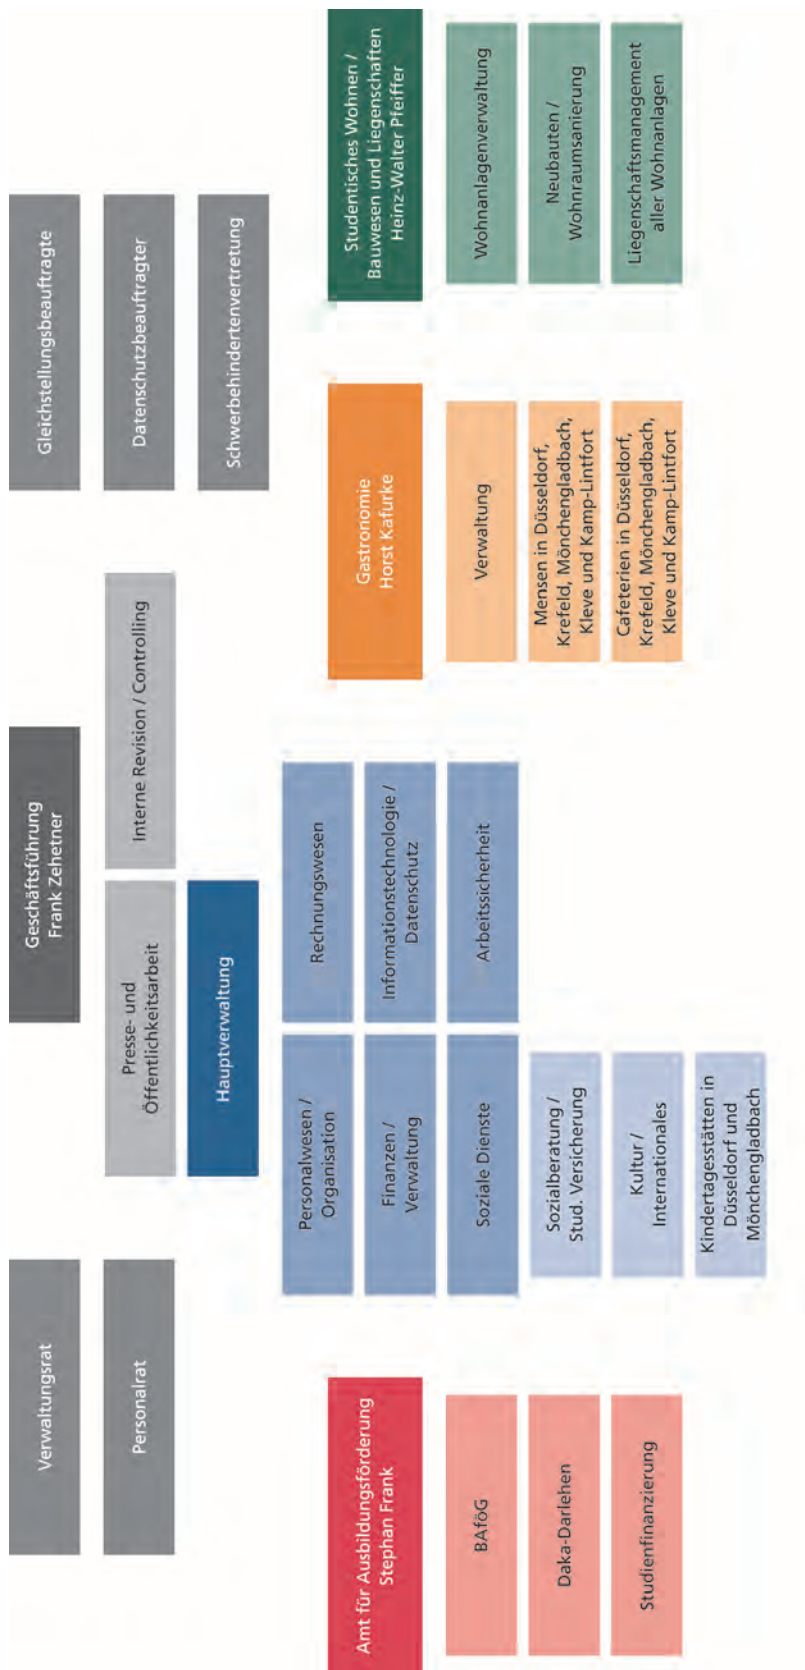 Verwaltungsrat
Geschäftsführung
Frank Zehetner
Gleichstellungsbeauftragte
Personalrat
Presse- und
Öffentlichkeitsarbeit
Interne Revision / Controlling
Datenschutzbeauftragter
Hauptverwaltung
Schwerbehindertenvertretung
Amt für Ausbildungsförderung
Stephan Frank
BAföG
Daka-Darlehen
Studienfinanzierung
Personalwesen /
Organisation
Rechnungswesen
Finanzen /
Verwaltung
Informationstechnologie /
Datenschutz
Soziale Dienste
Arbeitssicherheit
Sozialberatung /
Stud. Versicherung
Kultur /
Internationales
Kindertagesstätten in
Düsseldorf und
Mönchengladbach
Gastronomie
Horst Kafurke
Verwaltung
Mensen in Düsseldorf,
Krefeld, Mönchengladbach,
Kleve und Kamp-Lintfort
Cafeterien in Düsseldorf,
Krefeld, Mönchengladbach,
Kleve und Kamp-Lintfort
Studentisches Wohnen /
Bauwesen und Liegenschaften
Heinz-Walter Pfeiffer
Wohnanlagenverwaltung
Neubauten /
Wohnraumsanierung
Liegenschaftsmanagement
aller Wohnanlagen